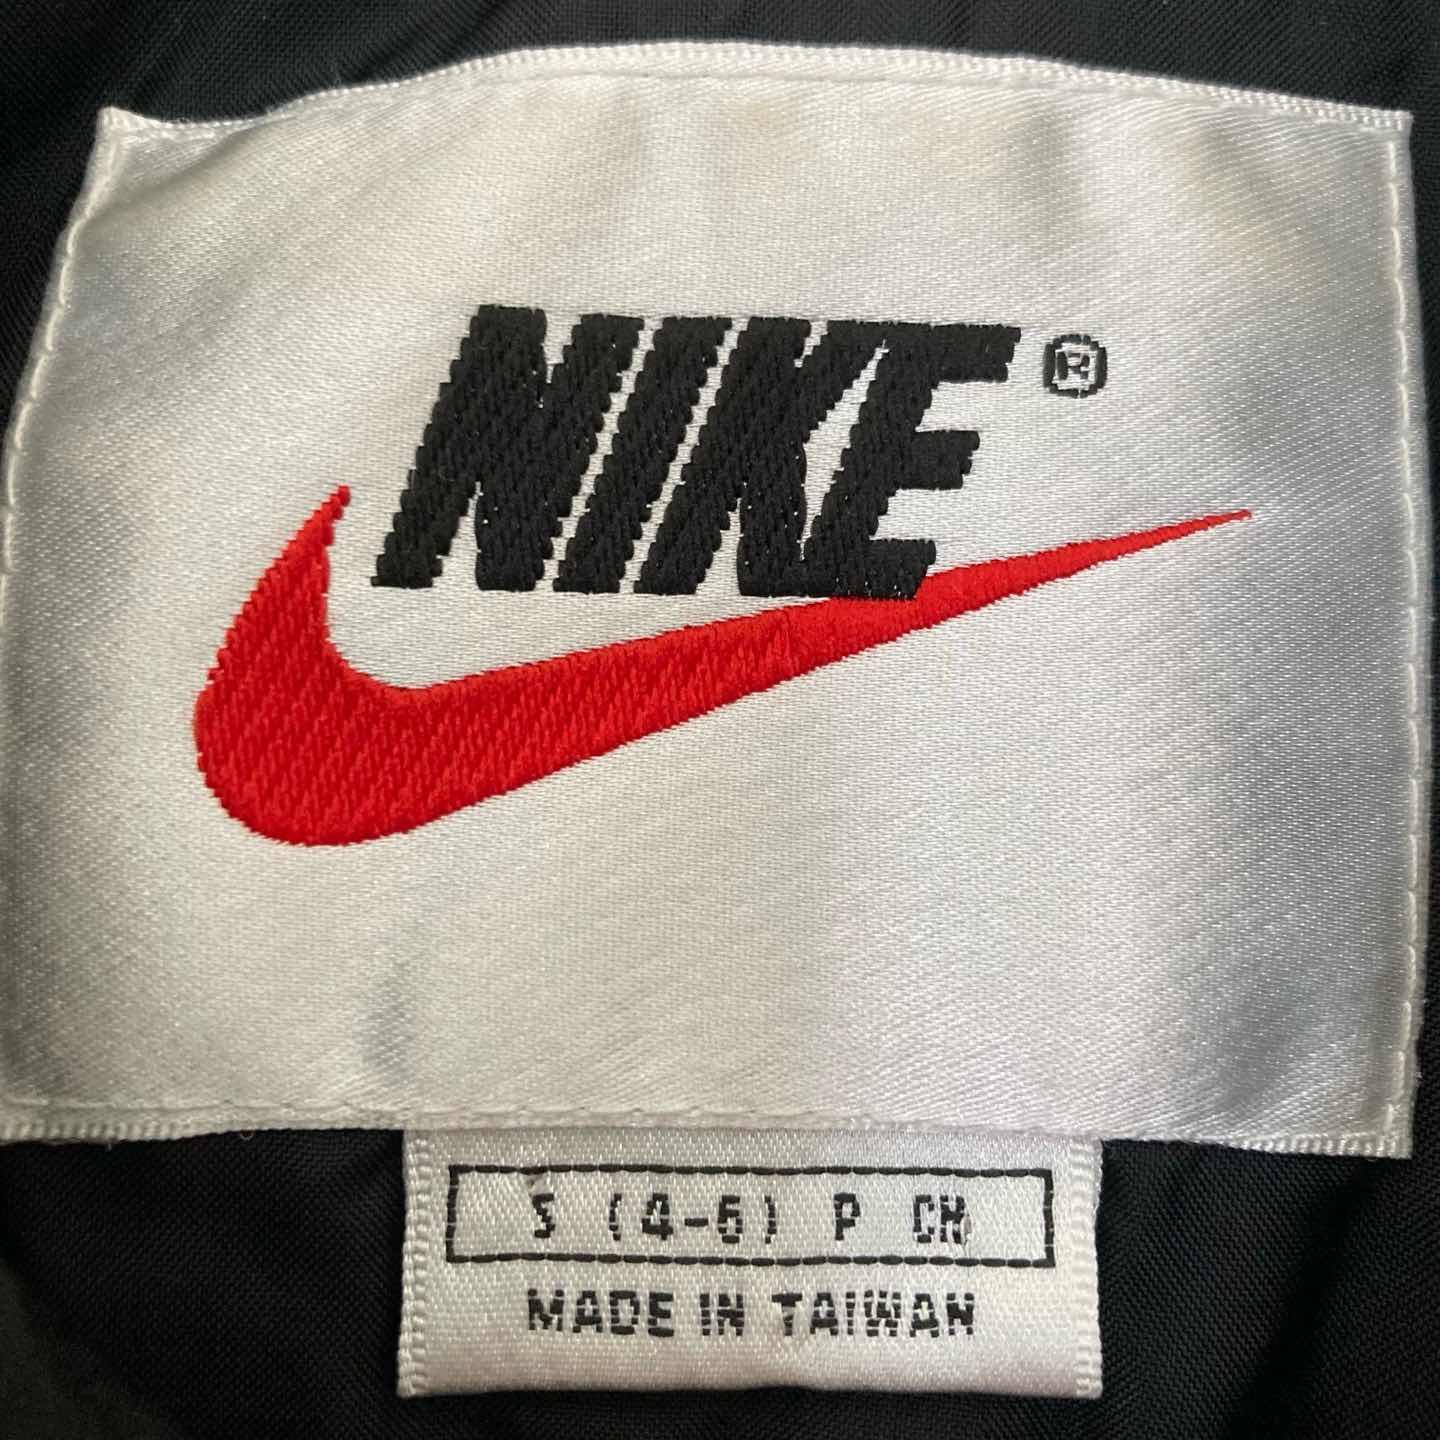 NIKE®
S (4-6) P CH
MADE IN TAIWAN